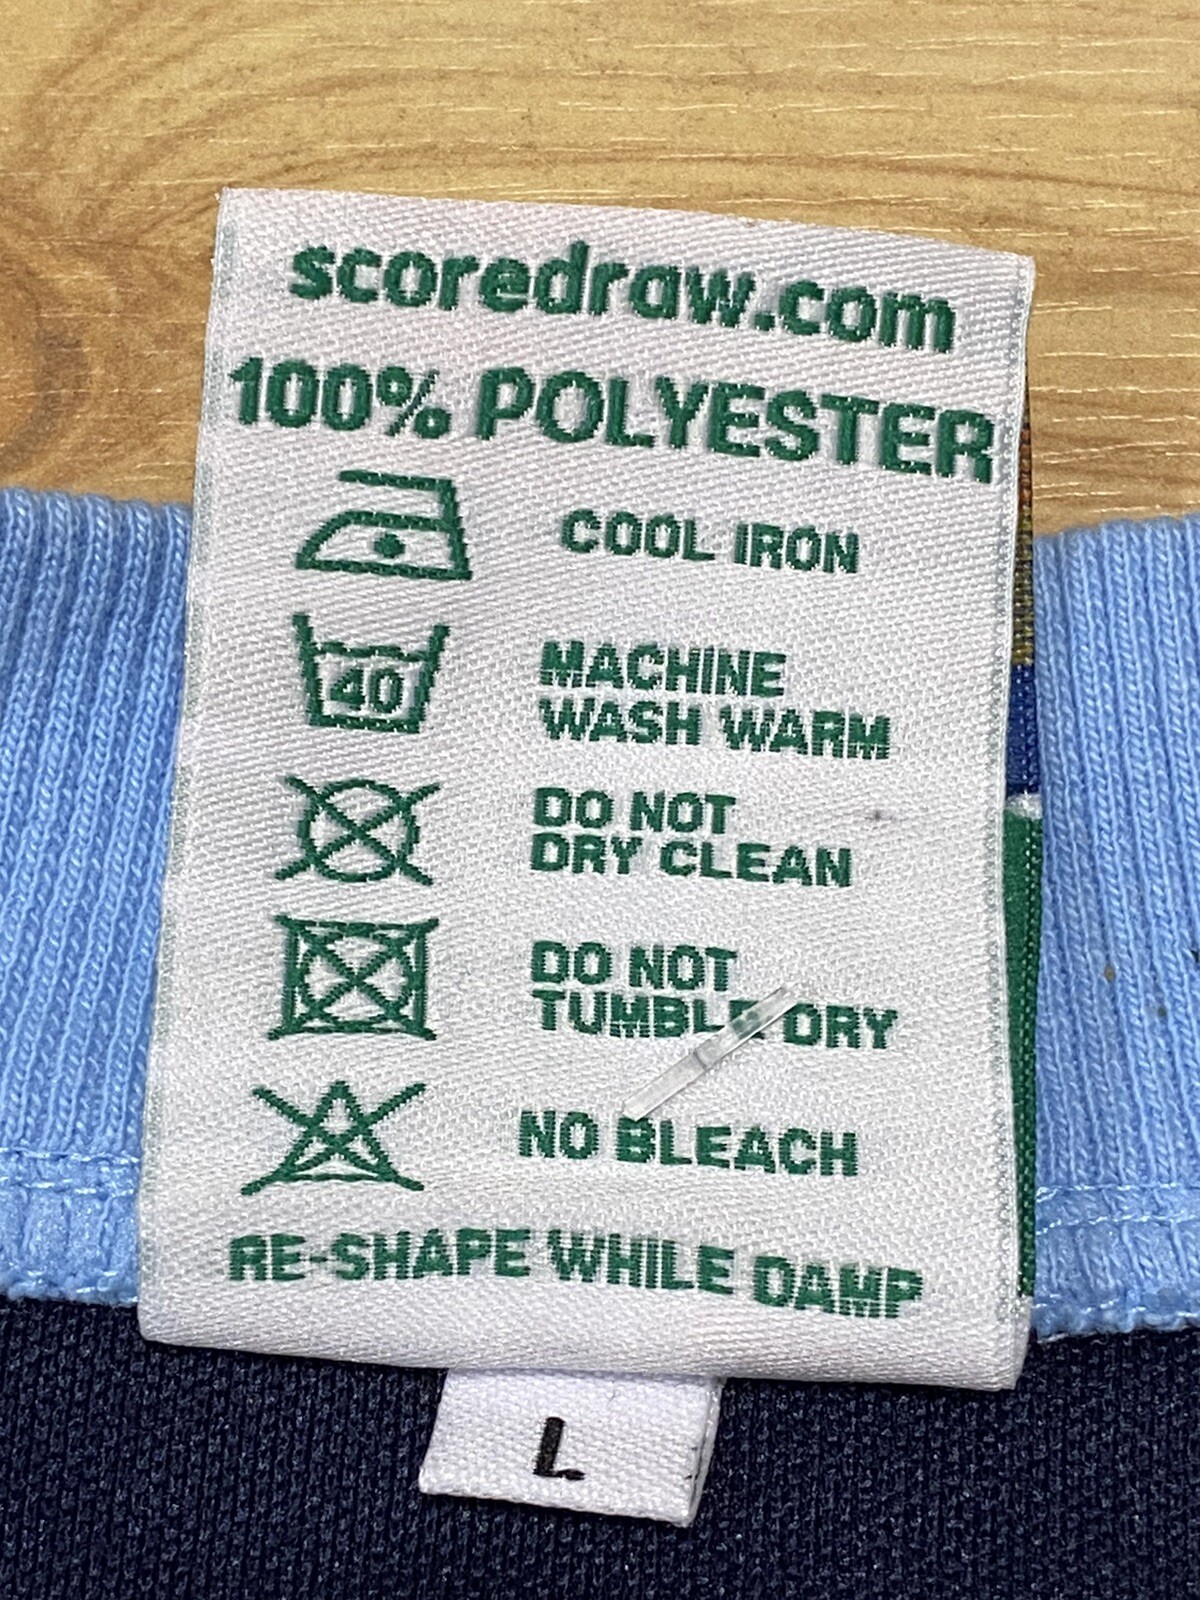 scoredraw.com
100% POLYESTER
COOL IRON
40
MACHINE
WASH WARM
DO NOT
DRY CLEAN
DO NOT
TUMBLE DRY
NO BLEACH
RE-SHAPE WHILE DAMP
L